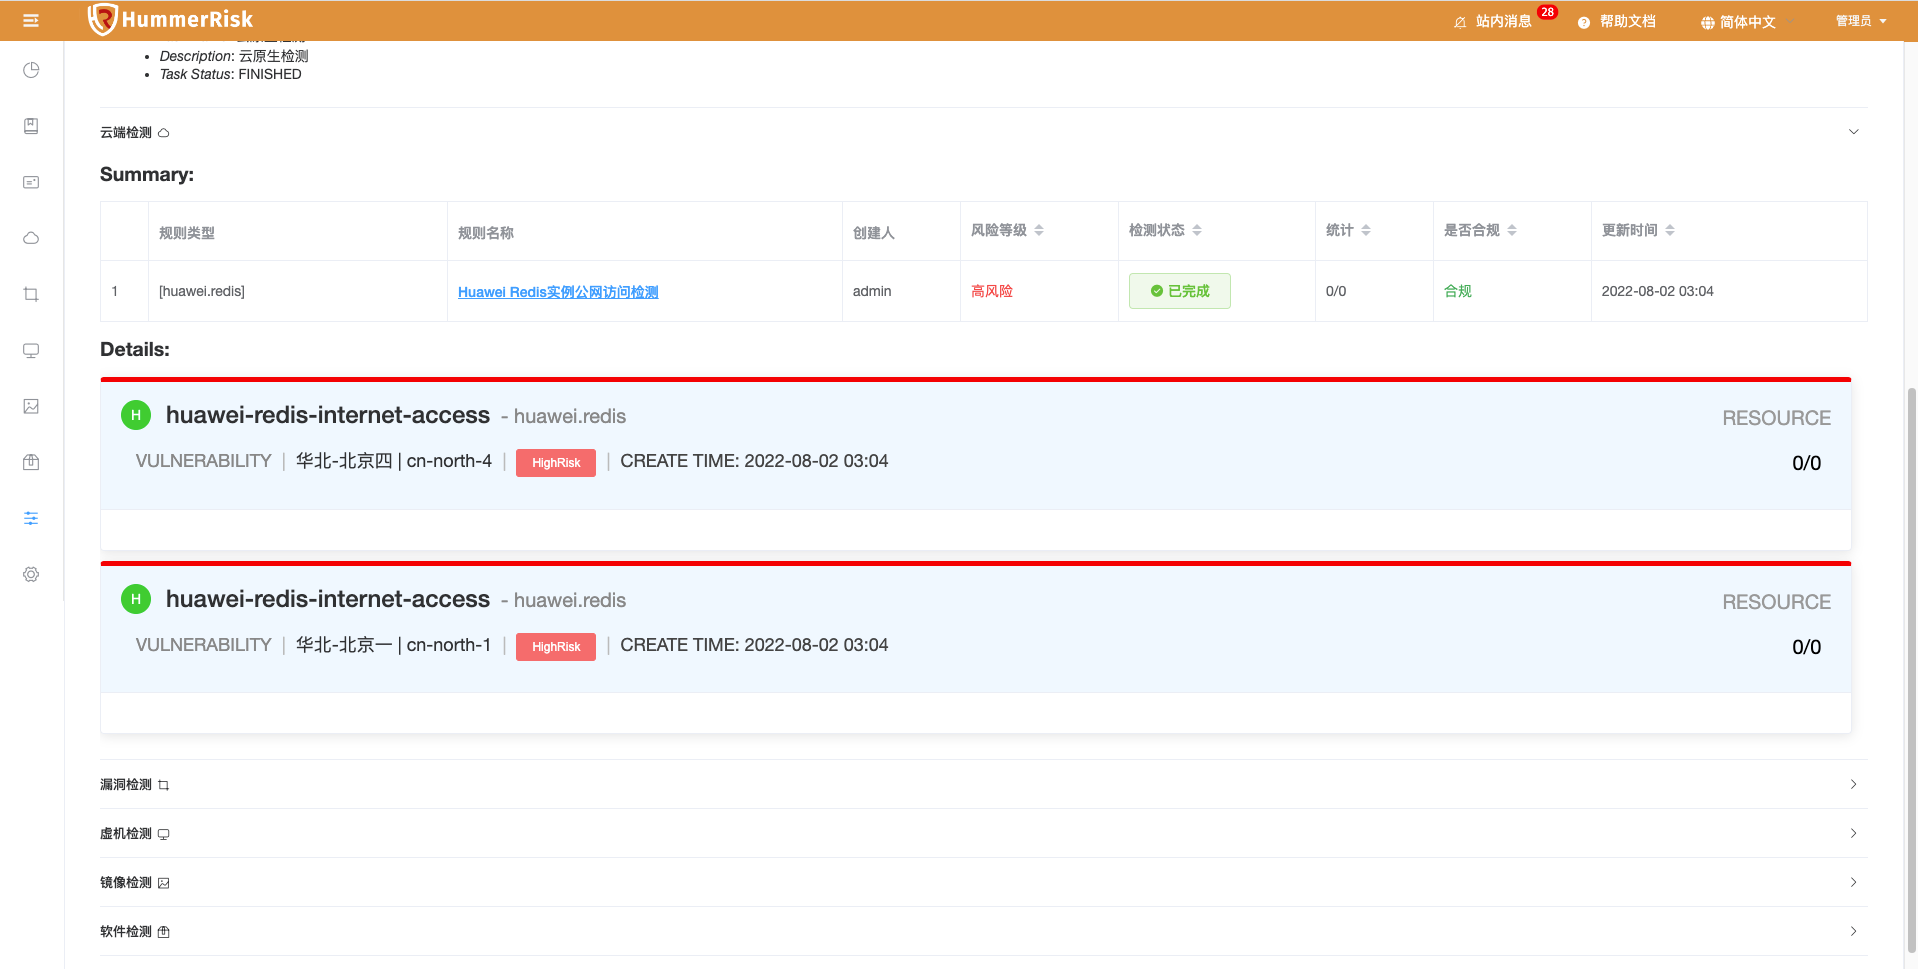 HummerRisk
站内消息 28 帮助文档 简体中文 管理员
Description: 云原生检测
Task Status: FINISHED
云端检测
Summary:
规则类型 规则名称 创建人 风险等级 检测状态 统计 是否合规 更新时间
1 [huawei.redis] Huawei Redis实例公网访问检测 admin 高风险 已完成 0/0 合规 2022-08-02 03:04
Details:
H huawei-redis-internet-access - huawei.redis RESOURCE
VULNERABILITY | 华北-北京四 | cn-north-4 | HighRisk | CREATE TIME: 2022-08-02 03:04 0/0
H huawei-redis-internet-access - huawei.redis RESOURCE
VULNERABILITY | 华北-北京一 | cn-north-1 | HighRisk | CREATE TIME: 2022-08-02 03:04 0/0
漏洞检测
虚机检测
镜像检测
软件检测